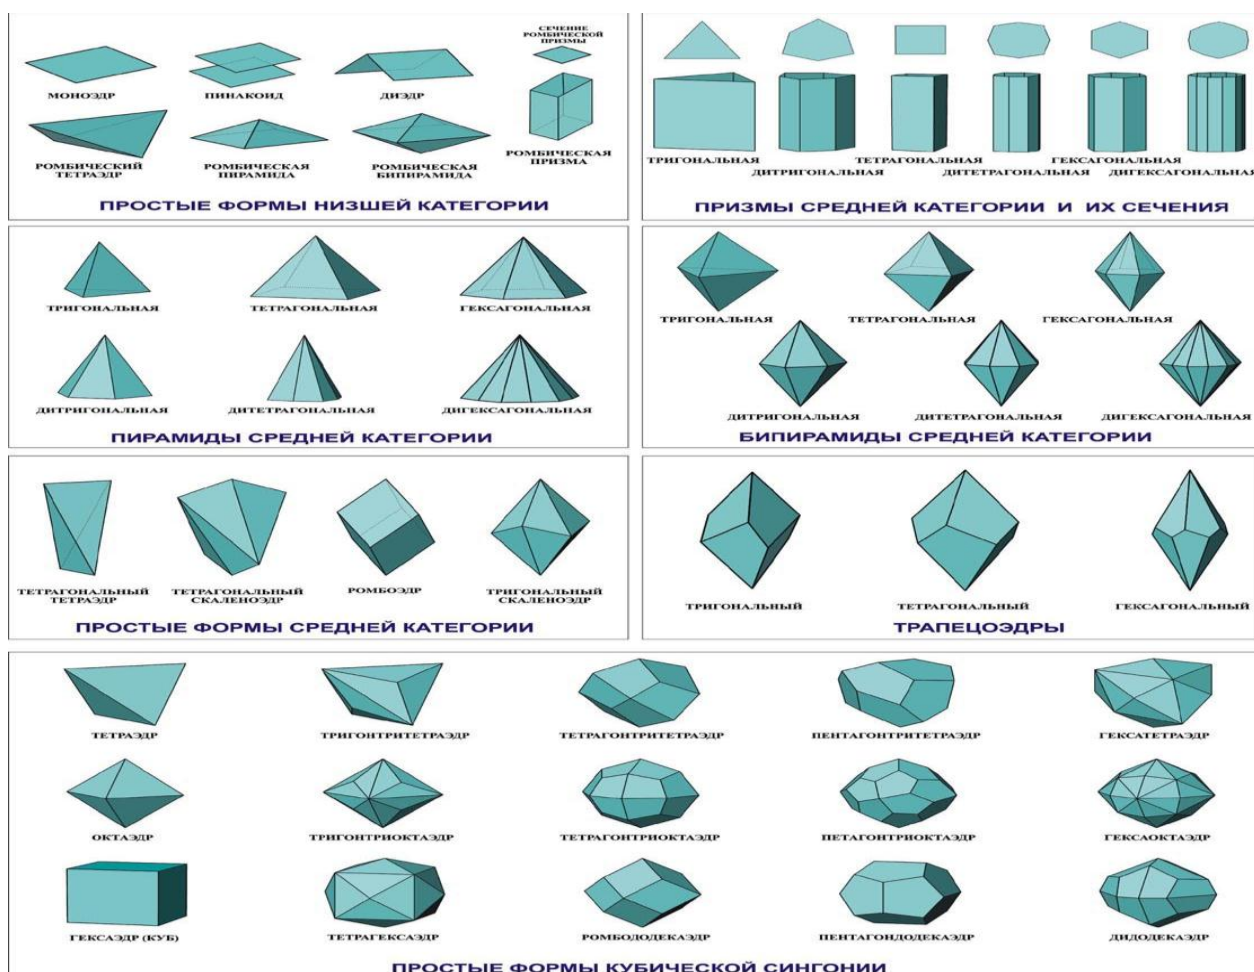 СЕЧЕНИЕ
РОМБИЧЕСКОЙ
ПРИЗМЫ
МОНОЭДР
ПИНАКОИД
ДИЭДР
РОМБИЧЕСКИЙ
ТЕТРАЭДР
РОМБИЧЕСКАЯ
ПИРАМИДА
РОМБИЧЕСКАЯ
БИПИРАМИДА
РОМБИЧЕСКАЯ
ПРИЗМА
ПРОСТЫЕ ФОРМЫ НИЗШЕЙ КАТЕГОРИИ
ТРИГОНАЛЬНАЯ
ДИТРИГОНАЛЬНАЯ
ТЕТРАГОНАЛЬНАЯ
ДИТЕТРАГОНАЛЬНАЯ
ГЕКСАГОНАЛЬНАЯ
ДИГЕКСАГОНАЛЬНАЯ
ПРИЗМЫ СРЕДНЕЙ КАТЕГОРИИ И ИХ СЕЧЕНИЯ
ТРИГОНАЛЬНАЯ
ТЕТРАГОНАЛЬНАЯ
ГЕКСАГОНАЛЬНАЯ
ДИТРИГОНАЛЬНАЯ
ДИТЕТРАГОНАЛЬНАЯ
ДИГЕКСАГОНАЛЬНАЯ
ПИРАМИДЫ СРЕДНЕЙ КАТЕГОРИИ
ТРИГОНАЛЬНАЯ
ТЕТРАГОНАЛЬНАЯ
ГЕКСАГОНАЛЬНАЯ
ДИТРИГОНАЛЬНАЯ
ДИТЕТРАГОНАЛЬНАЯ
ДИГЕКСАГОНАЛЬНАЯ
БИПИРАМИДЫ СРЕДНЕЙ КАТЕГОРИИ
ТЕТРАГОНАЛЬНЫЙ
ТЕТРАЭДР
ТЕТРАГОНАЛЬНЫЙ
СКАЛЕНОЭДР
РОМБОЭДР
ТРИГОНАЛЬНЫЙ
СКАЛЕНОЭДР
ПРОСТЫЕ ФОРМЫ СРЕДНЕЙ КАТЕГОРИИ
ТРИГОНАЛЬНЫЙ
ТЕТРАГОНАЛЬНЫЙ
ГЕКСАГОНАЛЬНЫЙ
ТРАПЕЦОЭДРЫ
ТЕТРАЭДР
ТРИГОНТРИТЕТРАЭДР
ТЕТРАГОНТРИТЕТРАЭДР
ПЕНТАГОНТРИТЕТРАЭДР
ГЕКСАТЕТРАЭДР
ОКТАЭДР
ТРИГОНТРИОКТАЭДР
ТЕТРАГОНТРИОКТАЭДР
ПЕТАГОНТРИОКТАЭДР
ГЕКСАОКТАЭДР
ГЕКСАЭДР (КУБ)
ТЕТРАГЕКСАЭДР
РОМБОДОДЕКАЭДР
ПЕНТАГОНДОДЕКАЭДР
ДИДОДЕКАЭДР
ПРОСТЫЕ ФОРМЫ КУБИЧЕСКОЙ СИНГОНИИ